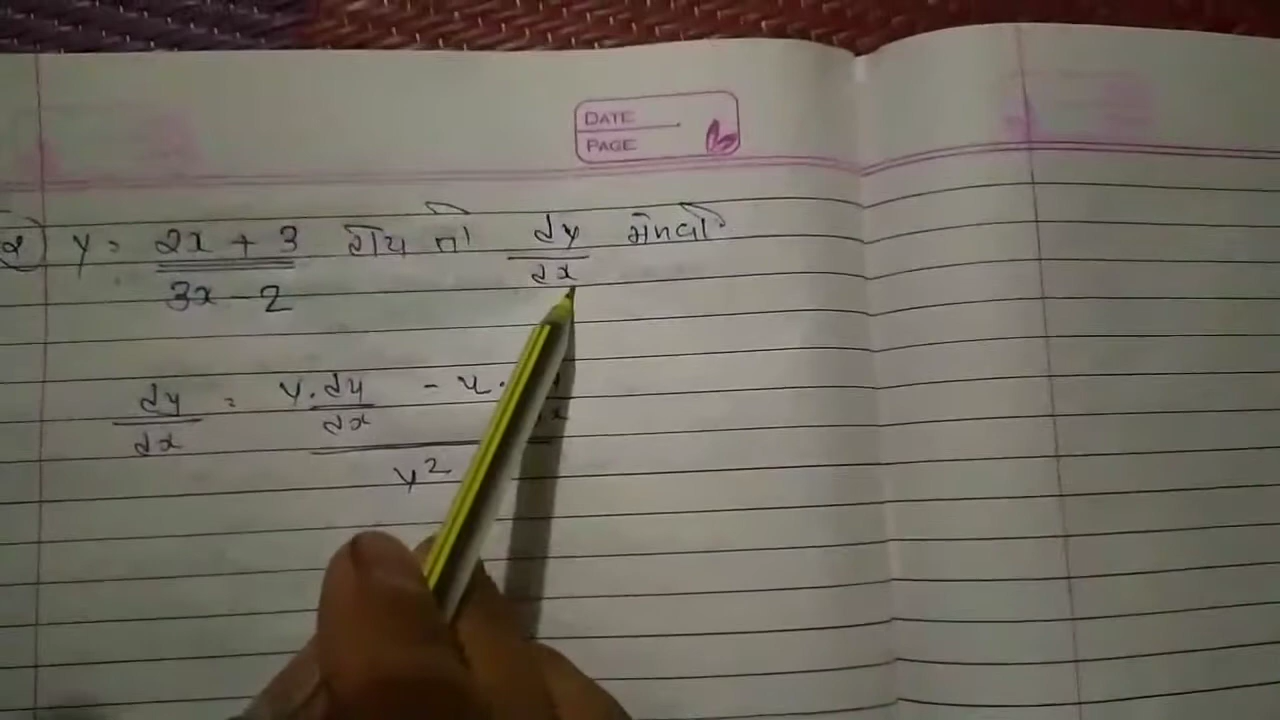 DATE
PAGE
2) y = 2x + 3 / 3x - 2 હોય તો dy/dx મેળવો
dy/dx = v. du/dx - u. / v²